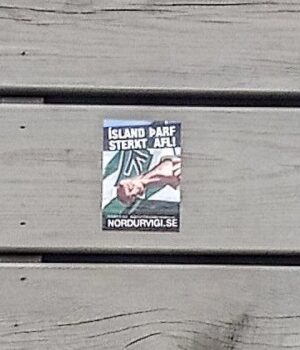 ÍSLAND ÞARF
STERKT AFL!
NORDURVIGI.SE